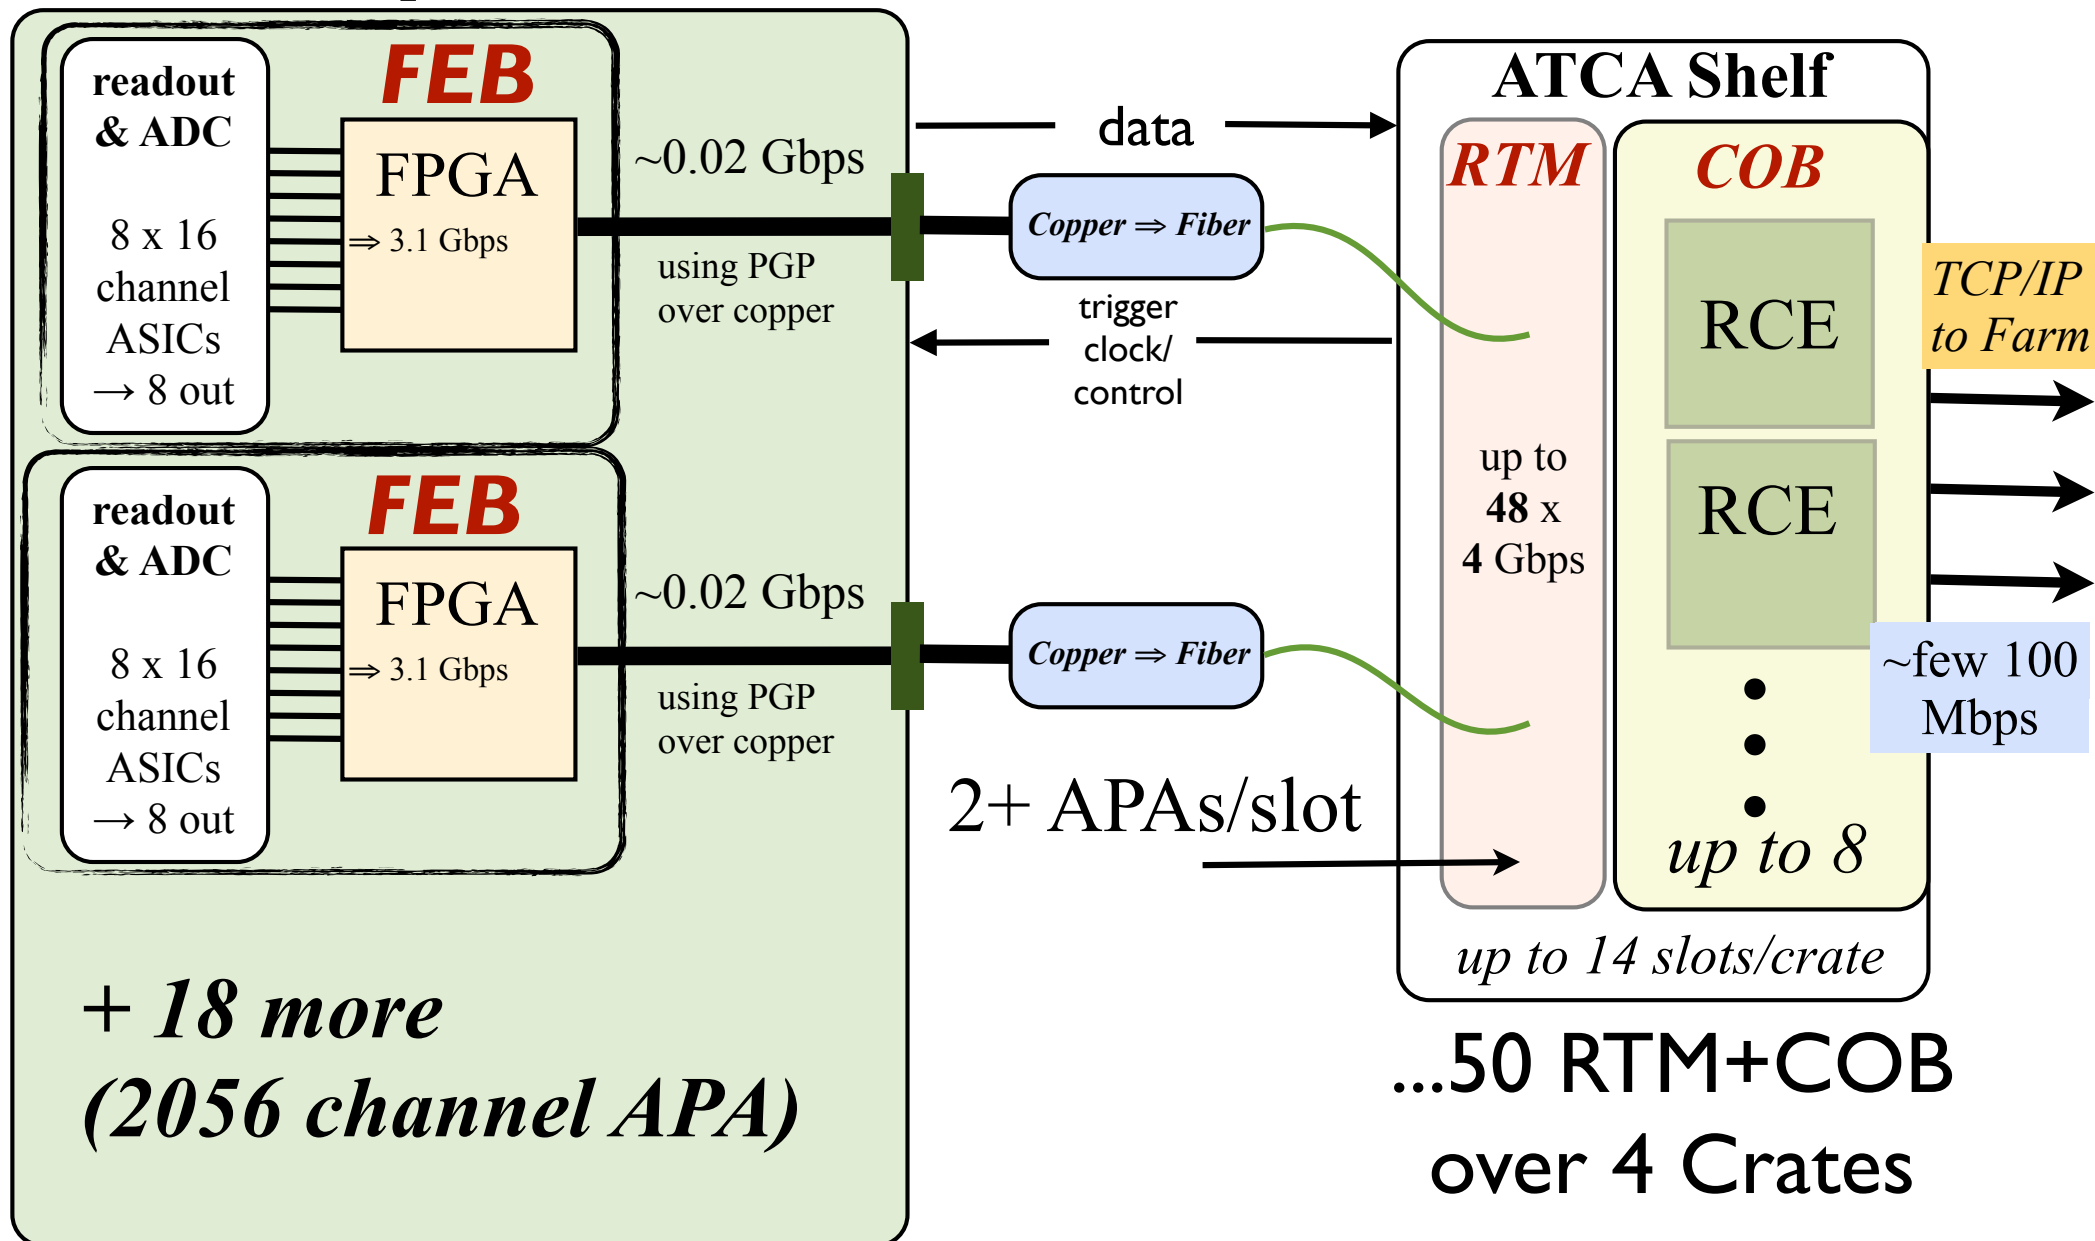 FEB
readout
& ADC
8 x 16
channel
ASICs
→ 8 out
FPGA
⇒ 3.1 Gbps
~0.02 Gbps
using PGP
over copper
FEB
readout
& ADC
8 x 16
channel
ASICs
→ 8 out
FPGA
⇒ 3.1 Gbps
~0.02 Gbps
using PGP
over copper
+ 18 more
(2056 channel APA)
data
Copper ⇒ Fiber
trigger
clock/
control
Copper ⇒ Fiber
2+ APAs/slot
ATCA Shelf
RTM
up to
48 x
4 Gbps
COB
RCE
RCE
up to 8
up to 14 slots/crate
TCP/IP
to Farm
~few 100
Mbps
...50 RTM+COB
over 4 Crates